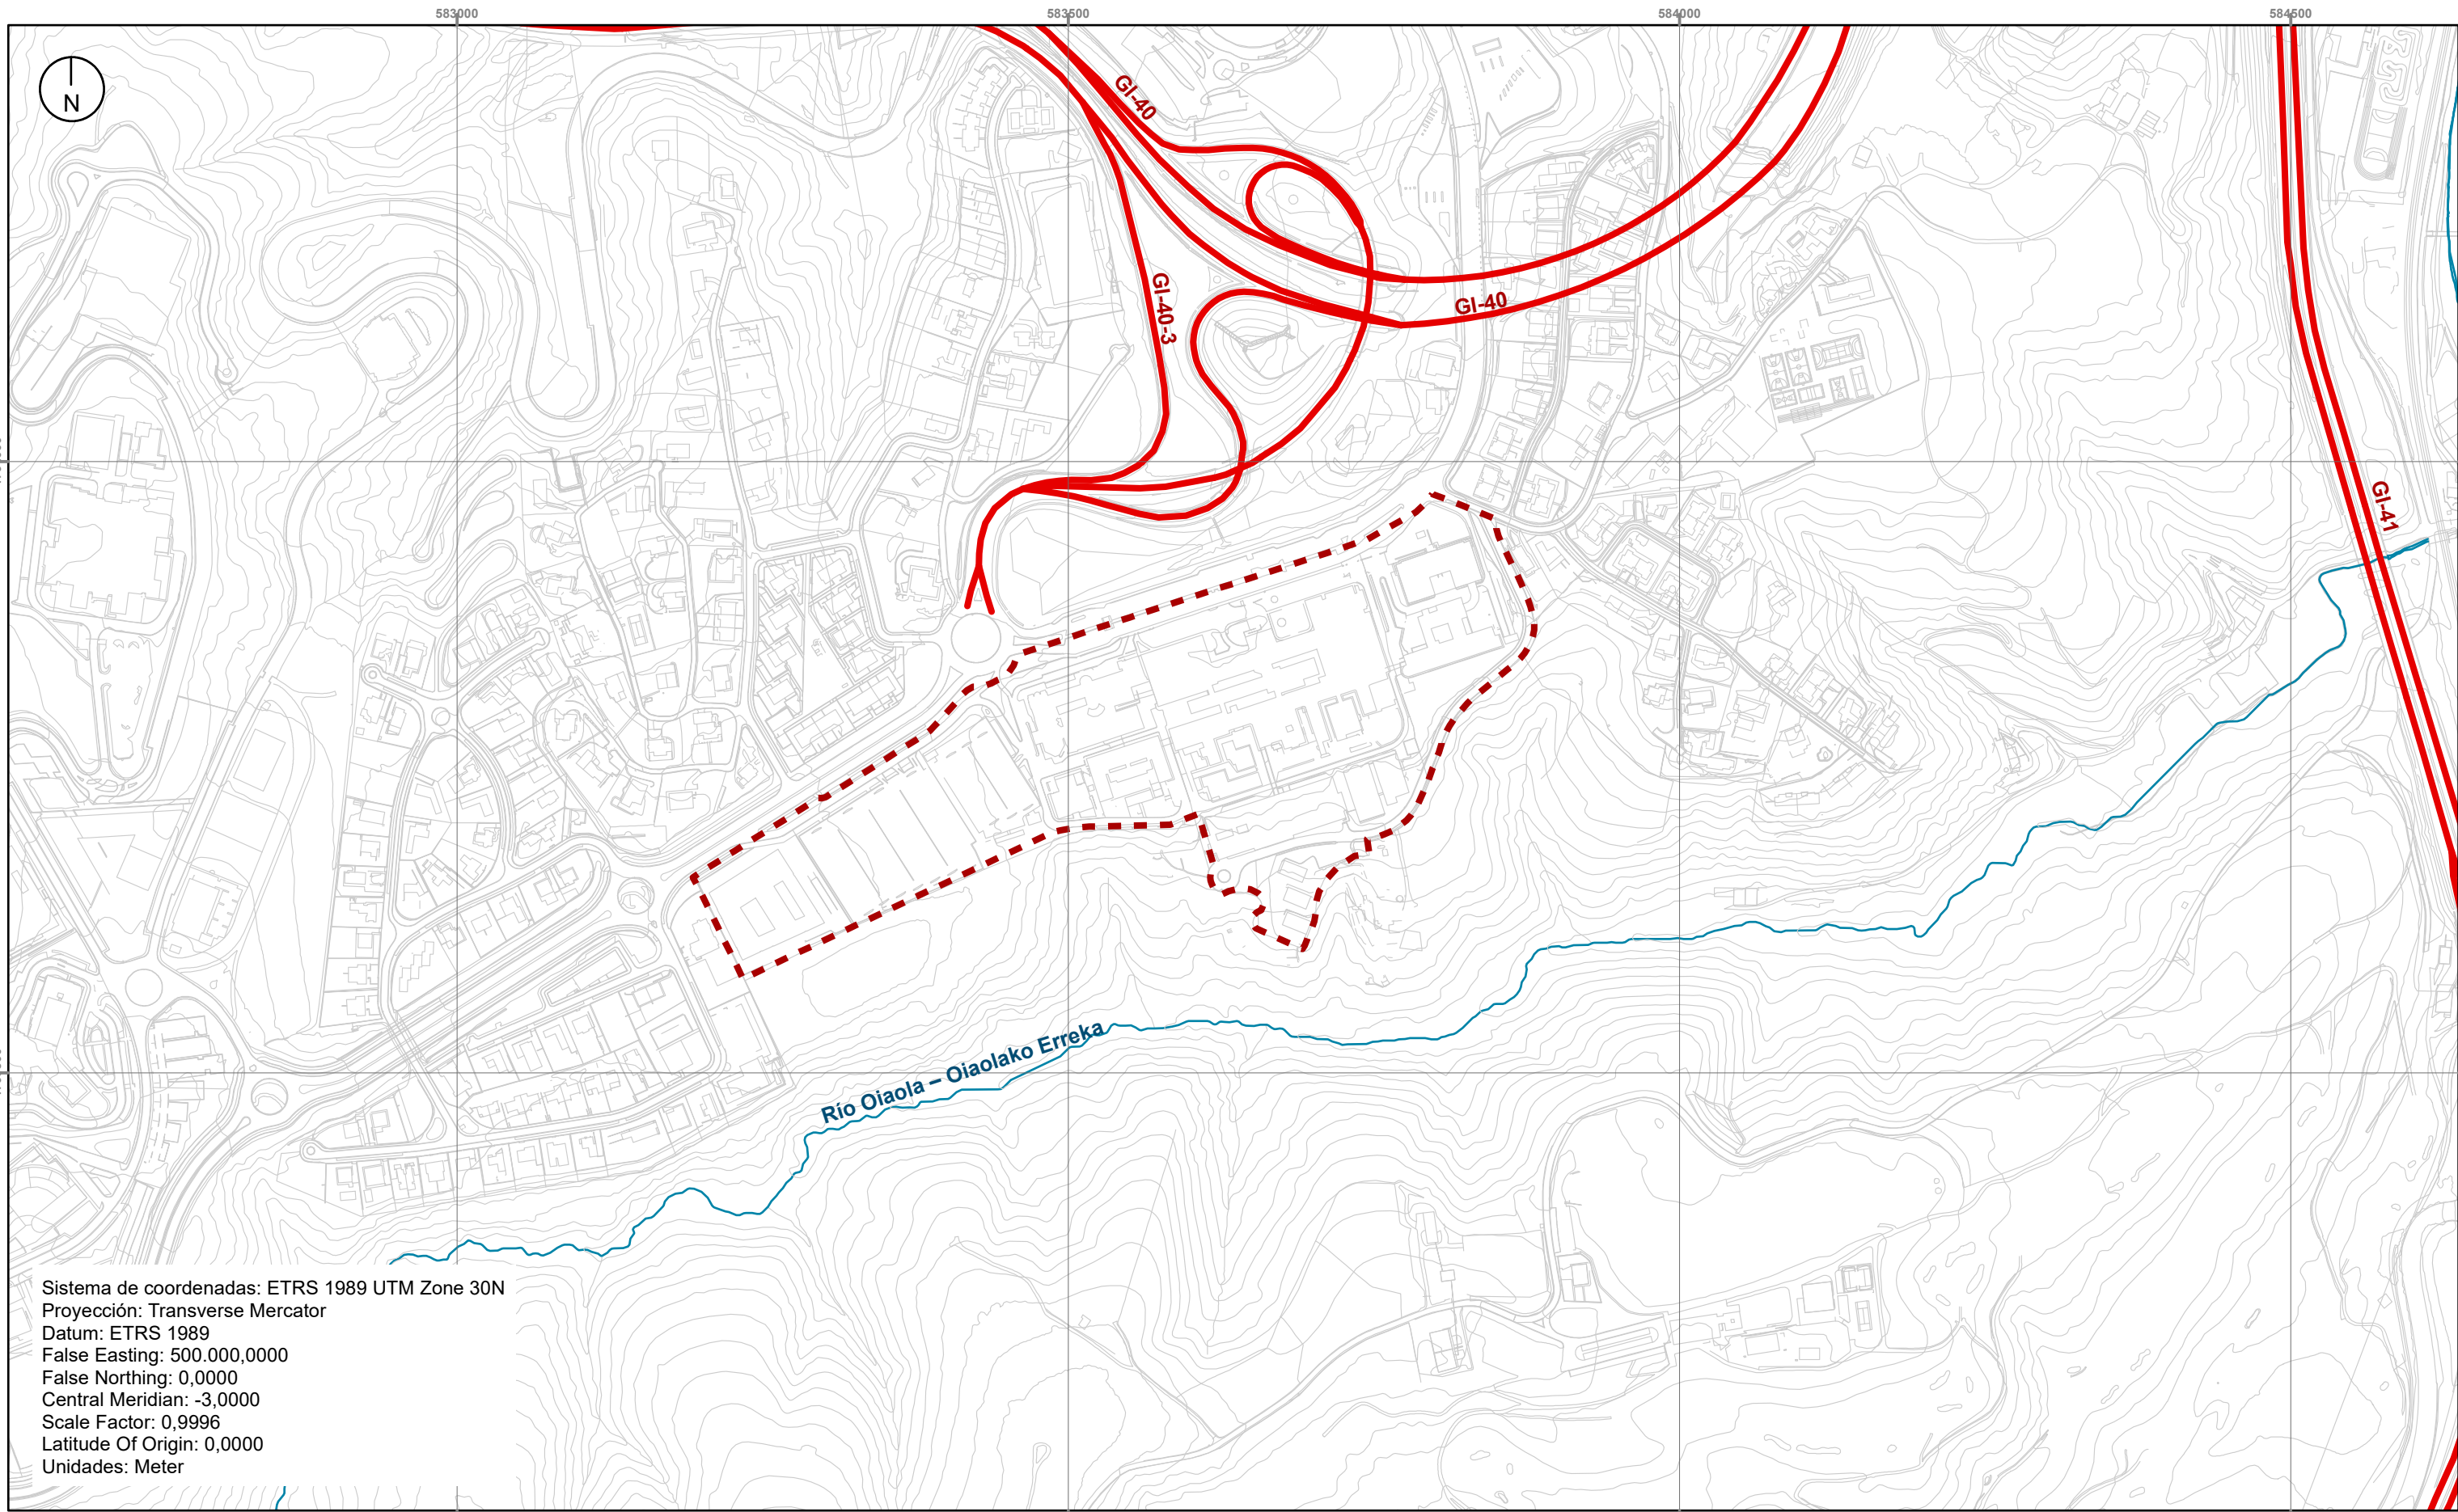 583000
583500
584000
584500
N
GI-40
GI-40-3
GI-40
GI-41
Río Oiaola – Oiaolako Erreka
Sistema de coordenadas: ETRS 1989 UTM Zone 30N
Proyección: Transverse Mercator
Datum: ETRS 1989
False Easting: 500.000,0000
False Northing: 0,0000
Central Meridian: -3,0000
Scale Factor: 0,9996
Latitude Of Origin: 0,0000
Unidades: Meter